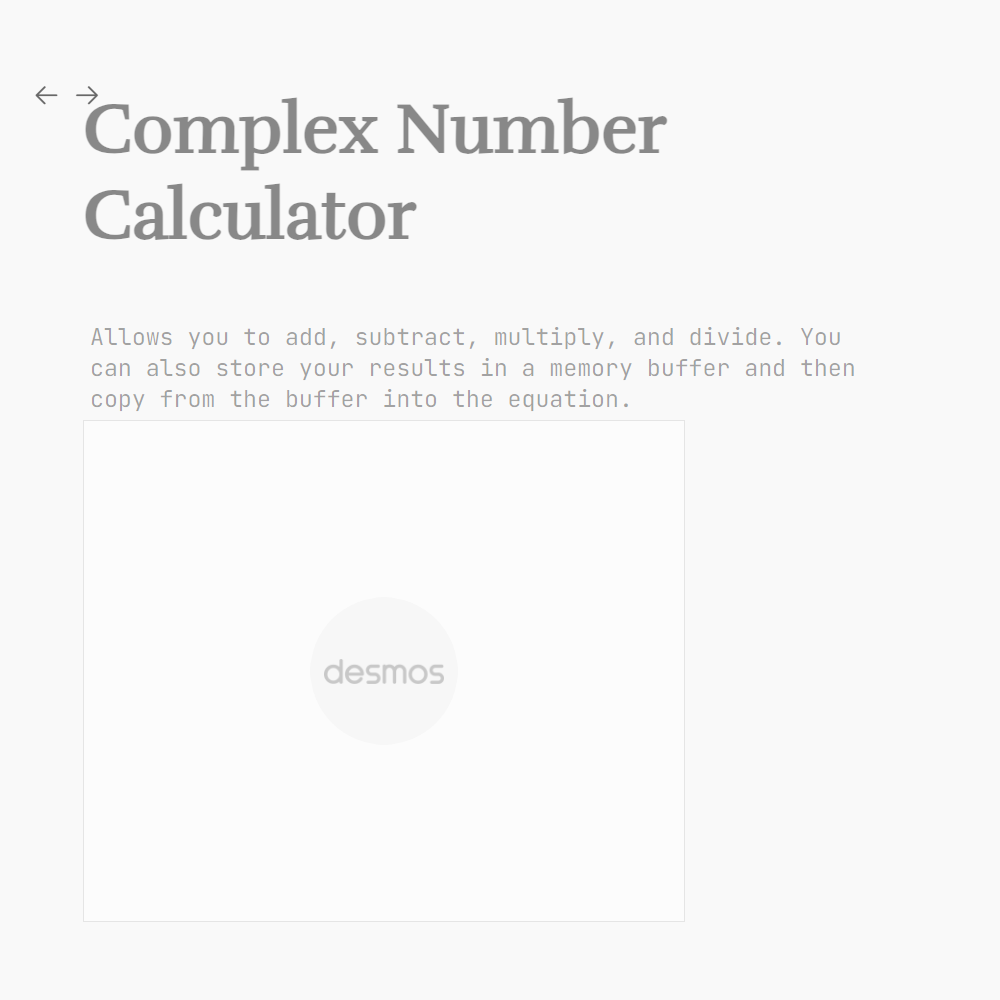 Complex Number
Calculator
Allows you to add, subtract, multiply, and divide. You
can also store your results in a memory buffer and then
copy from the buffer into the equation.
desmos